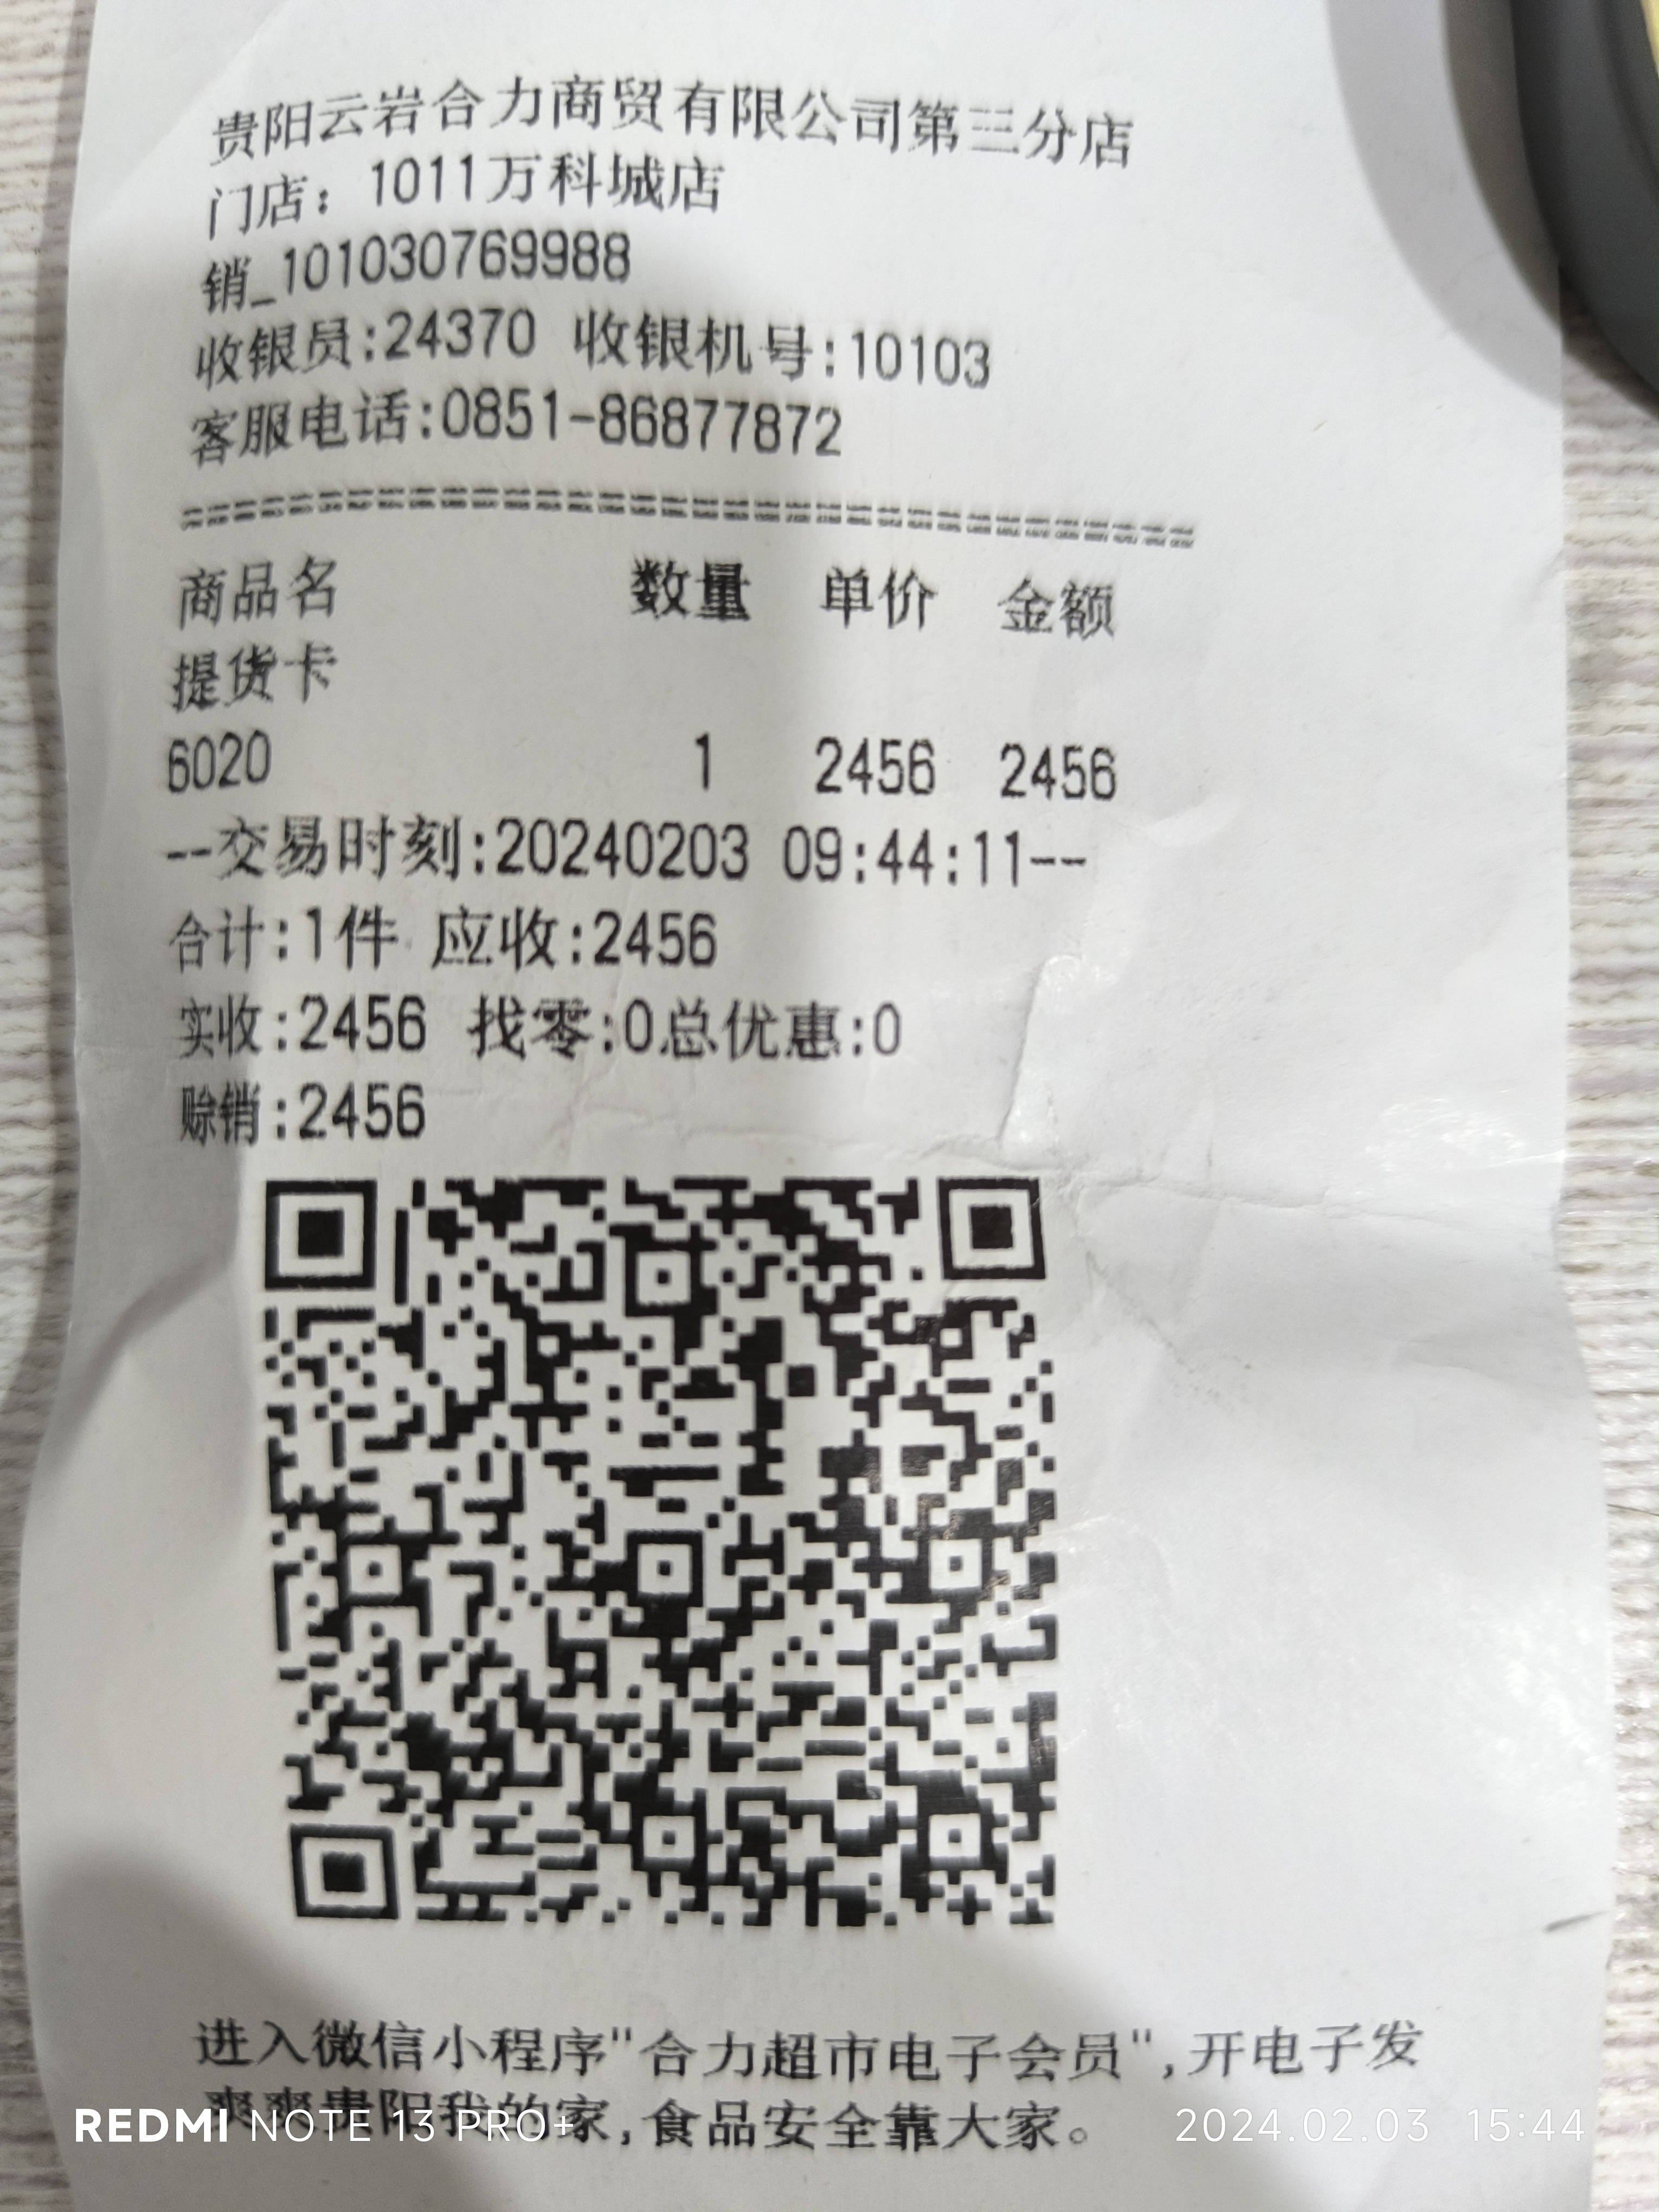 贵阳云岩合力商贸有限公司第三分店
门店：1011万科城店
销_101030769988
收银员:24370 收银机号:10103
客服电话:0851-86877872
================================
商品名 数量 单价 金额
提货卡
6020 1 2456 2456
--交易时刻:20240203 09:44:11--
合计:1件 应收:2456
实收:2456 找零:0总优惠:0
赊销:2456
进入微信小程序"合力超市电子会员",开电子发
爽爽贵阳我的家,食品安全靠大家。
REDMI NOTE 13 PRO+
2024.02.03 15:44